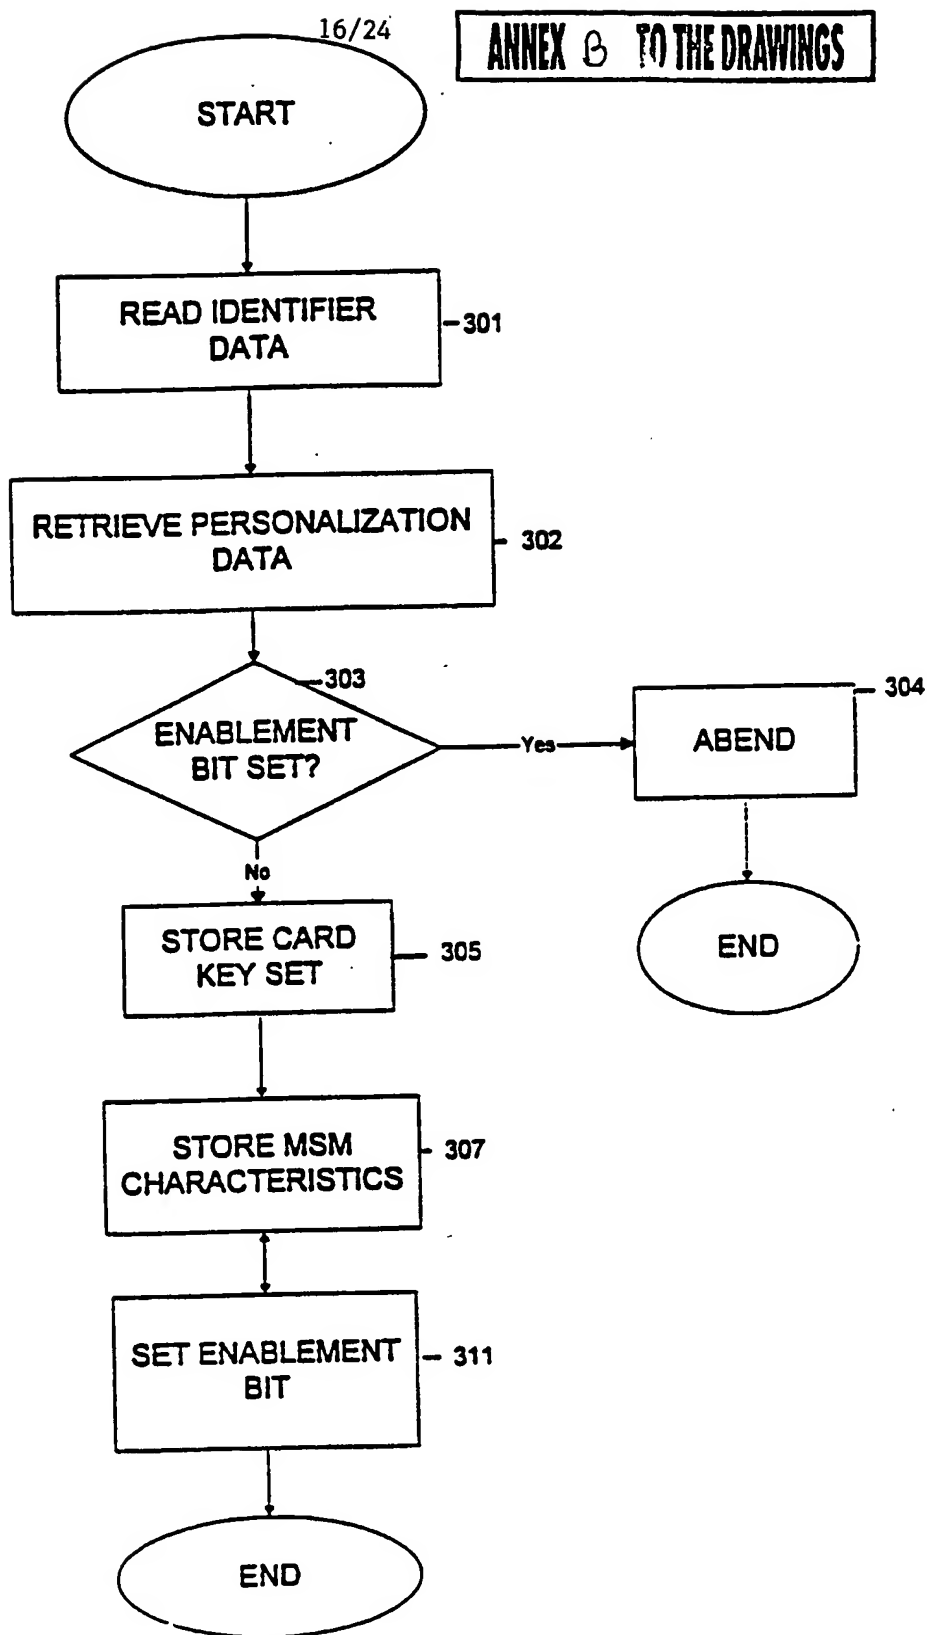 16/24
ANNEX B TO THE DRAWINGS
START
READ IDENTIFIER
DATA
301
RETRIEVE PERSONALIZATION
DATA
302
303
ENABLEMENT
BIT SET?
Yes
304
ABEND
END
No
STORE CARD
KEY SET
305
STORE MSM
CHARACTERISTICS
307
SET ENABLEMENT
BIT
311
END